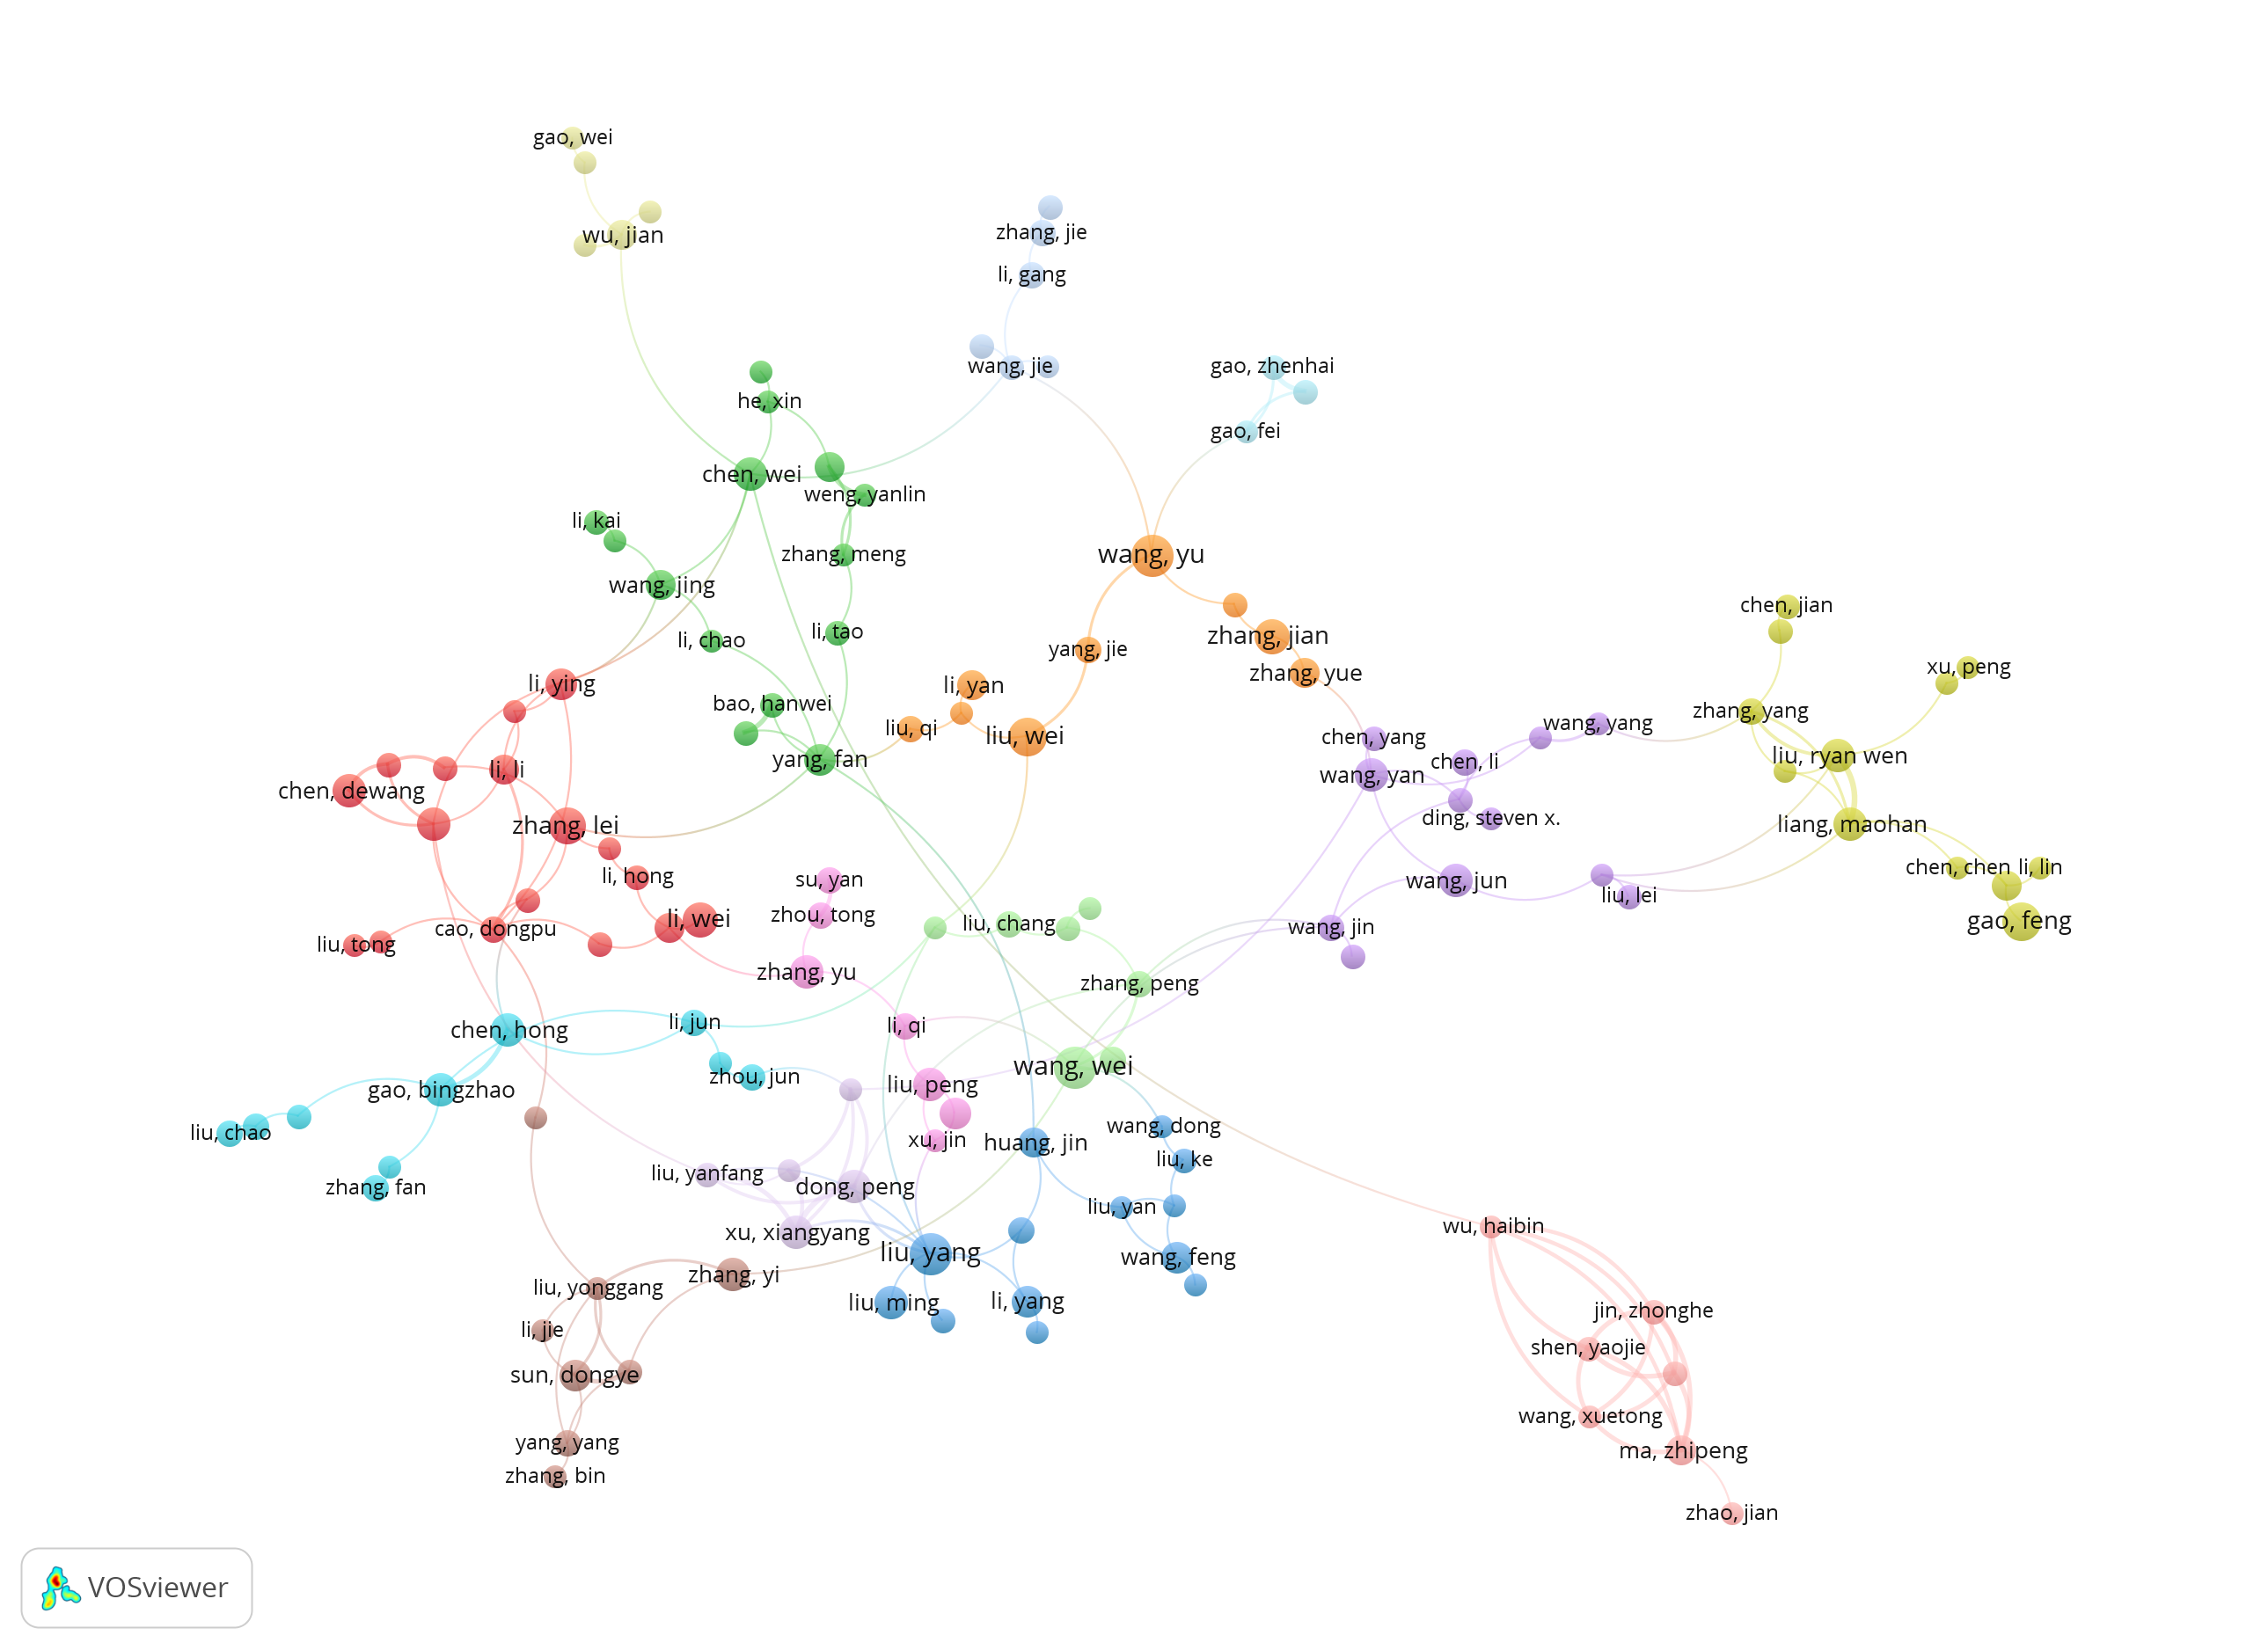 gao, wei
wu, jian
zhang, jie
li, gang
wang, jie
gao, zhenhai
gao, fei
he, xin
chen, wei
weng, yanlin
li, kai
zhang, meng
wang, yu
wang, jing
li, chao
li, tao
yang, jie
zhang, jian
zhang, yue
chen, jian
xu, peng
li, ying
li, yan
bao, hanwei
liu, qi
liu, wei
yang, fan
chen, yang
wang, yang
zhang, yang
chen, li
wang, yan
liu, ryan wen
li, li
chen, dewang
zhang, lei
ding, steven x.
liang, maohan
li, hong
su, yan
wang, jun
liu, lei
chen, chen
li, lin
li, wei
zhou, tong
liu, chang
wang, jin
gao, feng
cao, dongpu
liu, tong
zhang, yu
zhang, peng
chen, hong
li, jun
li, qi
wang, wei
zhou, jun
gao, bingzhao
liu, peng
liu, chao
xu, jin
huang, jin
wang, dong
liu, ke
liu, yanfang
zhang, fan
dong, peng
liu, yan
xu, xiangyang
wu, haibin
liu, yang
wang, feng
zhang, yi
liu, yonggang
liu, ming
li, yang
jin, zhonghe
li, jie
shen, yaojie
sun, dongye
wang, xuetong
yang, yang
ma, zhipeng
zhang, bin
zhao, jian
VOSviewer